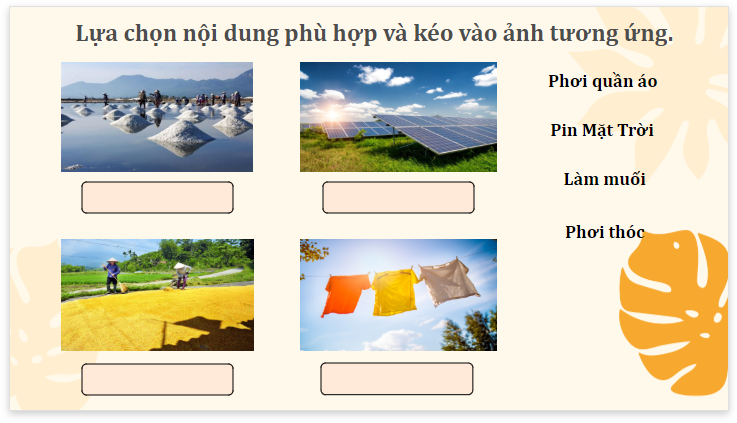 Lựa chọn nội dung phù hợp và kéo vào ảnh tương ứng.
Phơi quần áo
Pin Mặt Trời
Làm muối
Phơi thóc